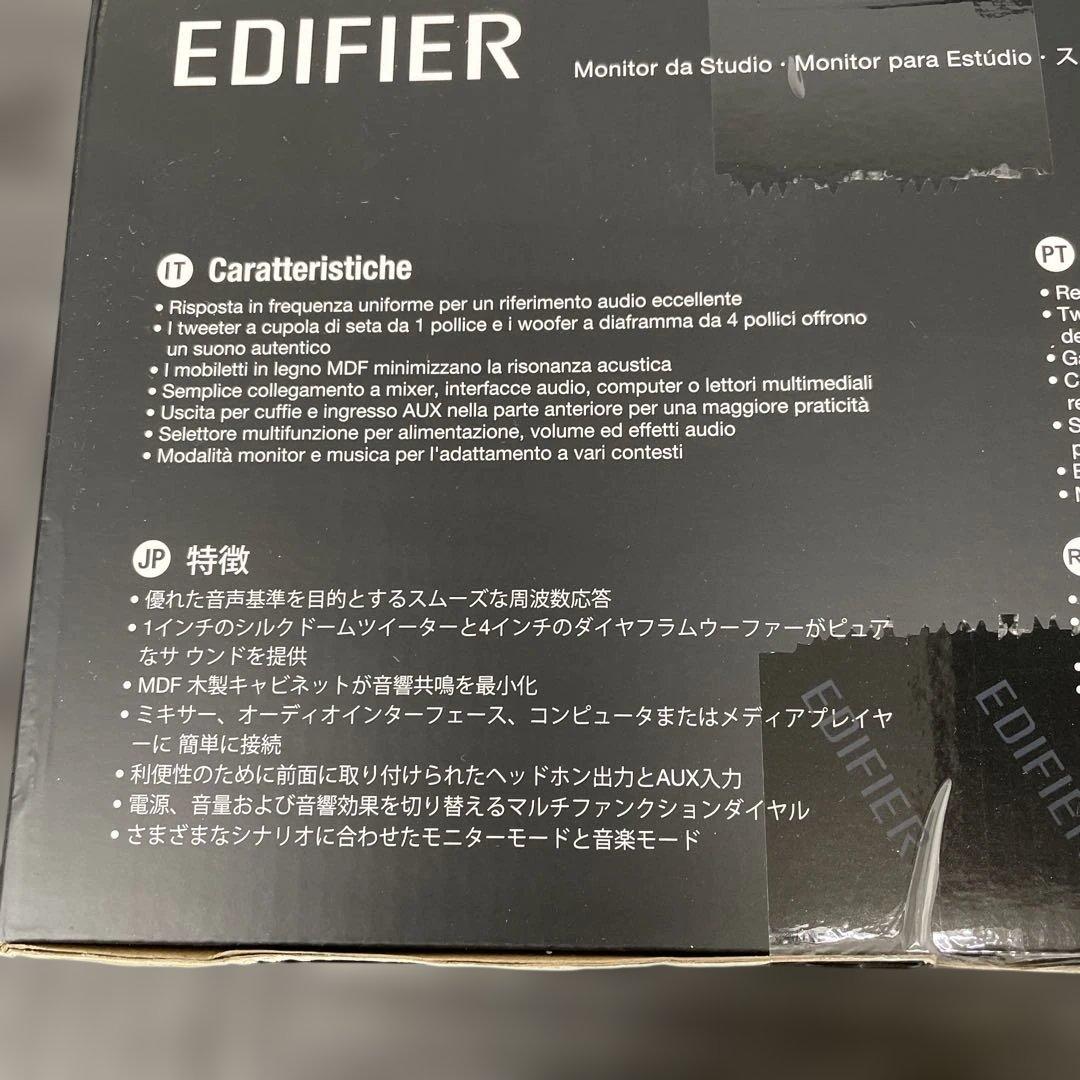 EDIFIER
Monitor da Studio · Monitor para Estúdio · ス
IT Caratteristiche
• Risposta in frequenza uniforme per un riferimento audio eccellente
• I tweeter a cupola di seta da 1 pollice e i woofer a diaframma da 4 pollici offrono
un suono autentico
• I mobiletti in legno MDF minimizzano la risonanza acustica
• Semplice collegamento a mixer, interfacce audio, computer o lettori multimediali
• Uscita per cuffie e ingresso AUX nella parte anteriore per una maggiore praticità
• Selettore multifunzione per alimentazione, volume ed effetti audio
• Modalità monitor e musica per l'adattamento a vari contesti
PT
JP 特徴
• 優れた音声基準を目的とするスムーズな周波数応答
• 1インチのシルクドームツイーターと4インチのダイヤフラムウーファーがピュア
なサ ウンドを提供
• MDF 木製キャビネットが音響共鳴を最小化
• ミキサー、オーディオインターフェース、コンピュータまたはメディアプレイヤ
ーに 簡単に接続
• 利便性のために前面に取り付けられたヘッドホン出力とAUX入力
• 電源、音量および音響効果を切り替えるマルチファンクションダイヤル
• さまざまなシナリオに合わせたモニターモードと音楽モード
EDIFIER
EDIFIE